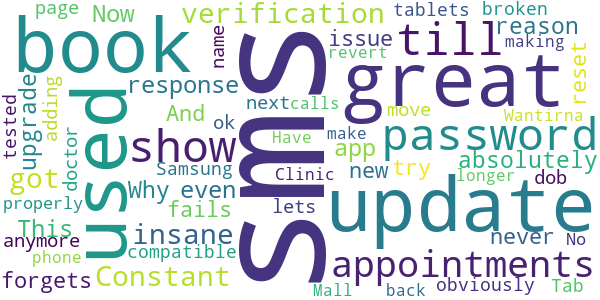 page
Now
verification
tablets
broken
reason
book
name
issue
till
making
revert
tested
upgrade
adding
response
sms
great
reset
used
And
next
calls
move
Wantirna
show
ok
Have
make
app
password
doctor
Samsung
Clinic
new
try
absolutely
got
Why
even
longer
properly
compatible
fails
lets
update
dob
This
insane
never
No
anymore
phone
appointments
forgets
Constant
Mall
back
obviously
Tab